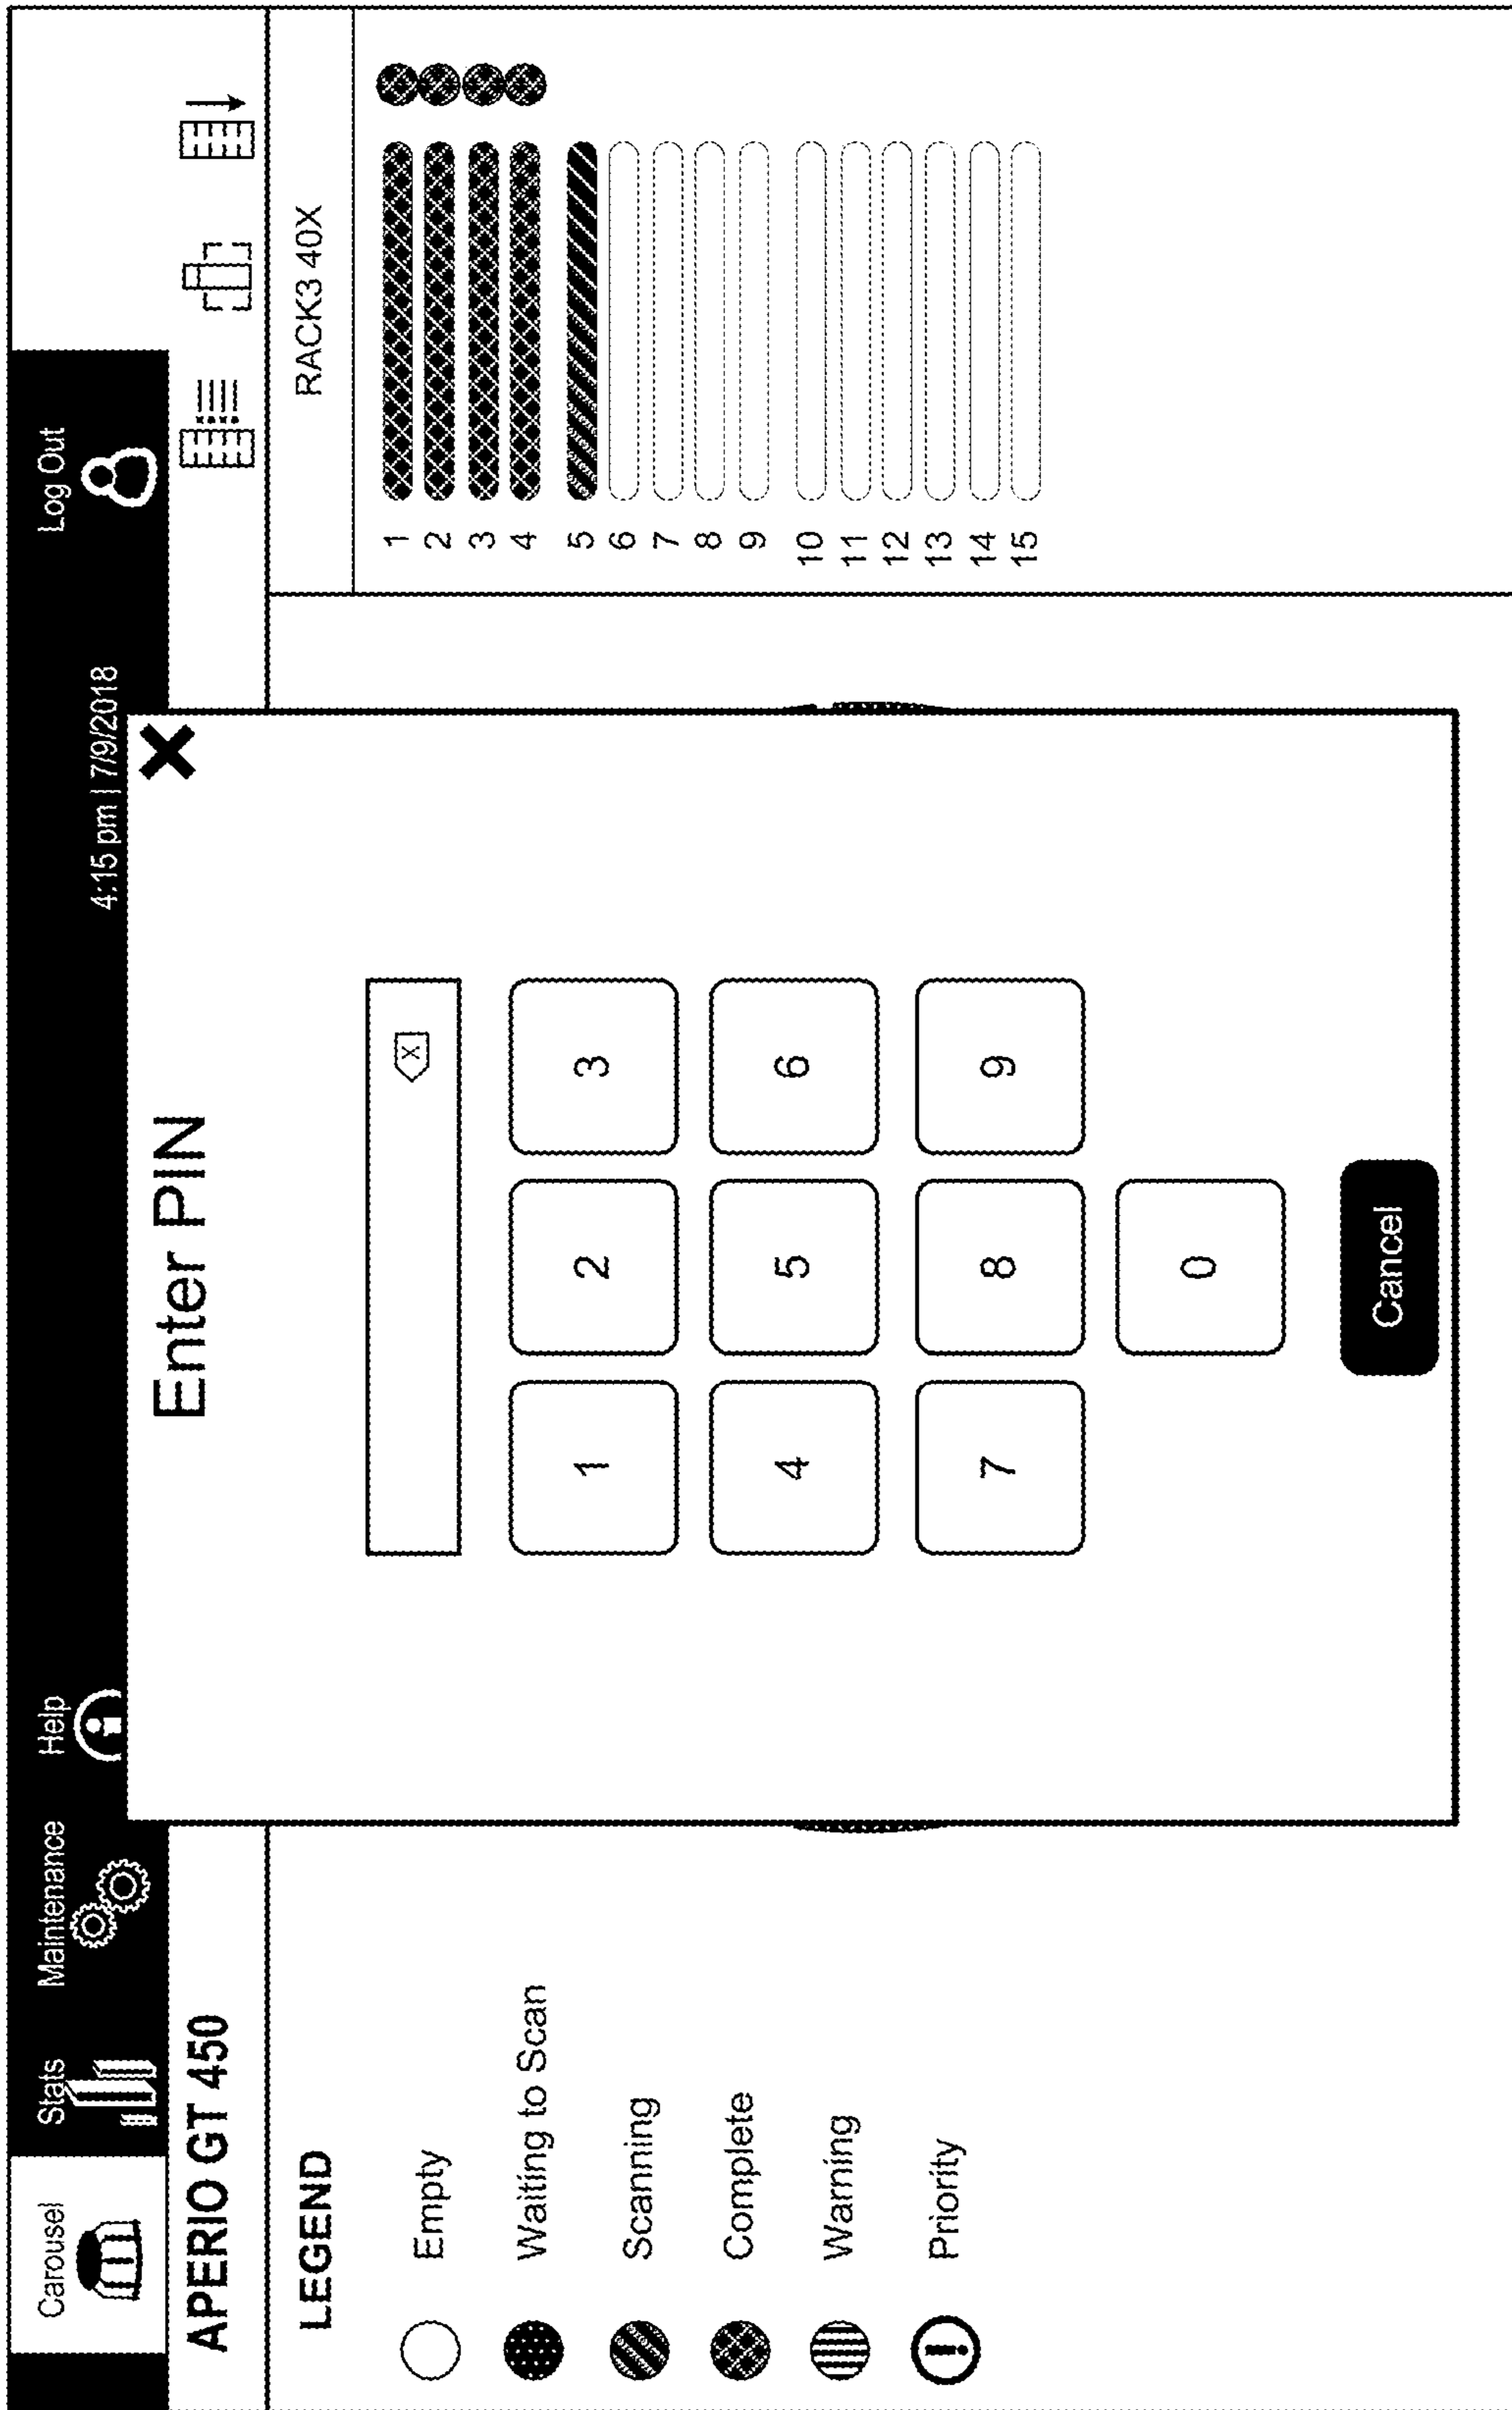 Carousel
Stats
Maintenance
Help
4:15 pm | 7/9/2018
Log Out
APERIO GT 450
LEGEND
Empty
Waiting to Scan
Scanning
Complete
Warning
! Priority
Enter PIN
X
1 2 3
4 5 6
7 8 9
0
Cancel
RACK3 40X
1
2
3
4
5
6
7
8
9
10
11
12
13
14
15